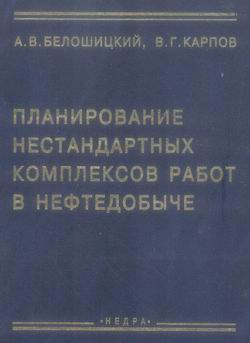 А.В.БЕЛОШИЦКИЙ, В.Г.КАРПОВ
ПЛАНИРОВАНИЕ
НЕСТАНДАРТНЫХ
КОМПЛЕКСОВ РАБОТ
В НЕФТЕДОБЫЧЕ
•НЕДРА•